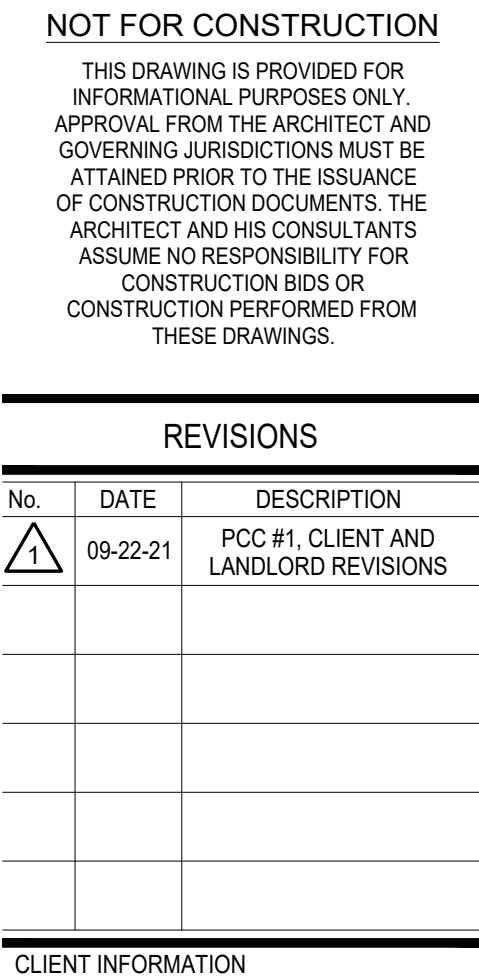 NOT FOR CONSTRUCTION
THIS DRAWING IS PROVIDED FOR
INFORMATIONAL PURPOSES ONLY.
APPROVAL FROM THE ARCHITECT AND
GOVERNING JURISDICTIONS MUST BE
ATTAINED PRIOR TO THE ISSUANCE
OF CONSTRUCTION DOCUMENTS. THE
ARCHITECT AND HIS CONSULTANTS
ASSUME NO RESPONSIBILITY FOR
CONSTRUCTION BIDS OR
CONSTRUCTION PERFORMED FROM
THESE DRAWINGS.
REVISIONS
No. DATE DESCRIPTION
1 09-22-21 PCC #1, CLIENT AND
LANDLORD REVISIONS
CLIENT INFORMATION